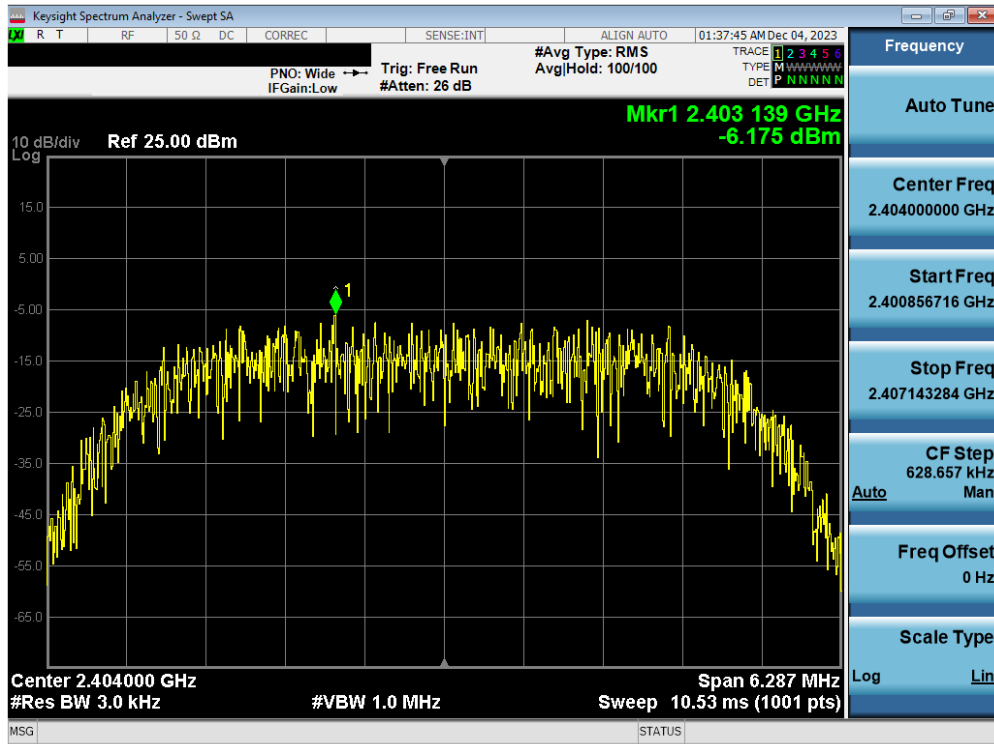 Keysight Spectrum Analyzer - Swept SA
LXI R T RF 50 Ω DC CORREC SENSE:INT ALIGN AUTO 01:37:45 AM Dec 04, 2023
PNO: Wide
IFGain:Low
Trig: Free Run
#Atten: 26 dB
#Avg Type: RMS
Avg|Hold: 100/100
TRACE 1 2 3 4 5 6
TYPE M W W W W W
DET P N N N N N
Mkr1 2.403 139 GHz
-6.175 dBm
10 dB/div Ref 25.00 dBm
Log
15.0
5.00
1
-5.00
-15.0
-25.0
-35.0
-45.0
-55.0
-65.0
Center 2.404000 GHz Span 6.287 MHz
#Res BW 3.0 kHz #VBW 1.0 MHz Sweep 10.53 ms (1001 pts)
MSG STATUS
Frequency
Auto Tune
Center Freq
2.404000000 GHz
Start Freq
2.400856716 GHz
Stop Freq
2.407143284 GHz
CF Step
628.657 kHz
Auto Man
Freq Offset
0 Hz
Scale Type
Log Lin